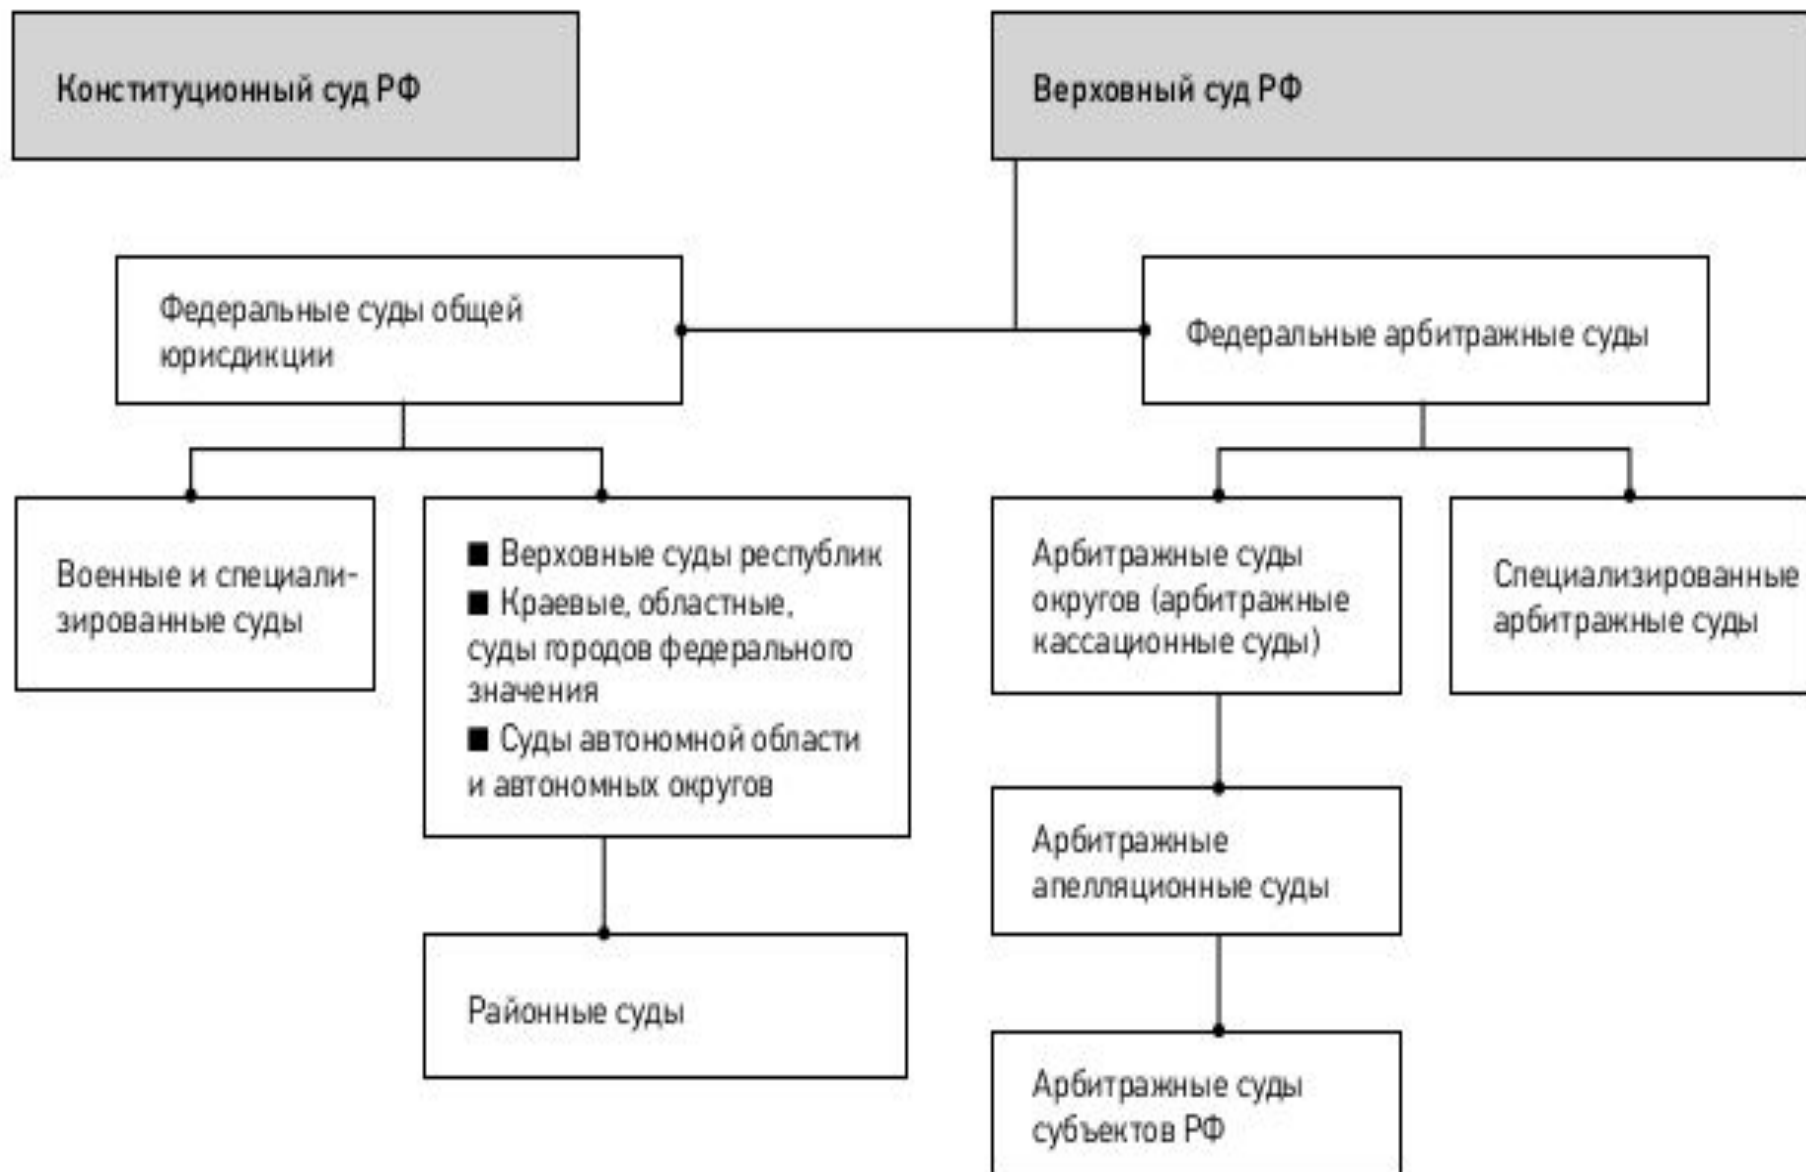 Конституционный суд РФ
Верховный суд РФ
Федеральные суды общей
юрисдикции
Федеральные арбитражные суды
Военные и специали-
зированные суды
■ Верховные суды республик
■ Краевые, областные,
суды городов федерального
значения
■ Суды автономной области
и автономных округов
Арбитражные суды
округов (арбитражные
кассационные суды)
Специализированные
арбитражные суды
Арбитражные
апелляционные суды
Районные суды
Арбитражные суды
субъектов РФ